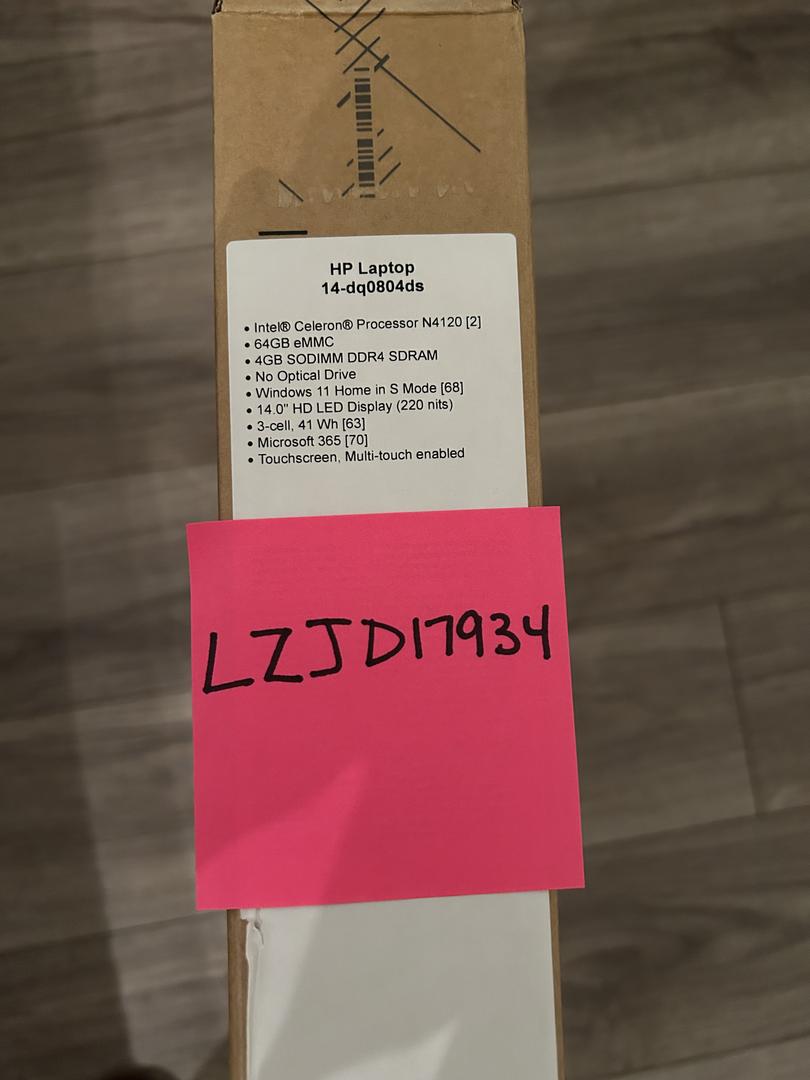 HP Laptop
14-dq0804ds
• Intel® Celeron® Processor N4120 [2]
• 64GB eMMC
• 4GB SODIMM DDR4 SDRAM
• No Optical Drive
• Windows 11 Home in S Mode [68]
• 14.0" HD LED Display (220 nits)
• 3-cell, 41 Wh [63]
• Microsoft 365 [70]
• Touchscreen, Multi-touch enabled
LZJD17934